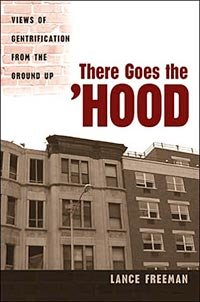 VIEWS OF
GENTRIFICATION
FROM THE
GROUND UP
There Goes the
'HOOD
LANCE FREEMAN